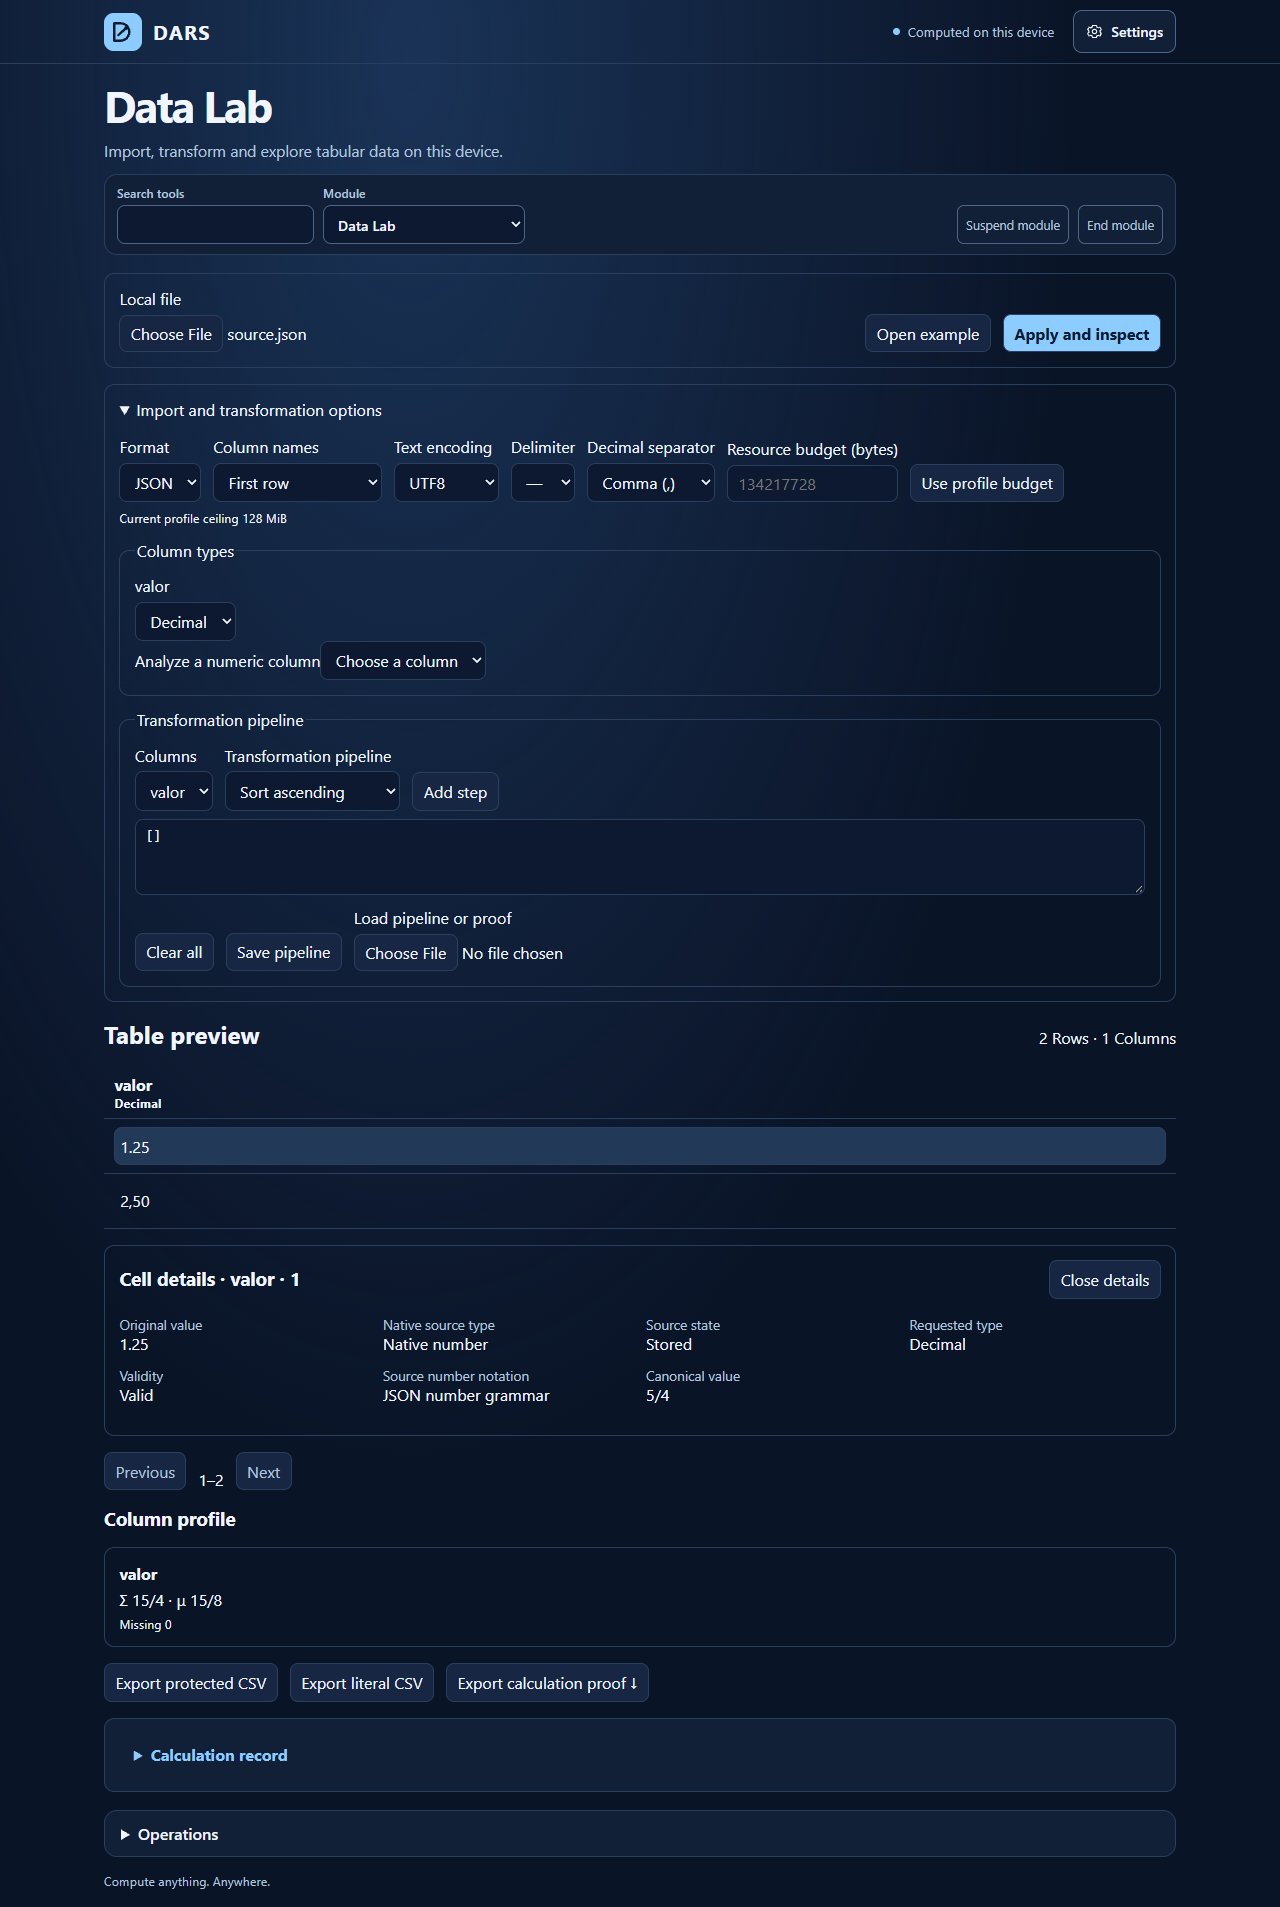 DARS
Computed on this device
Settings
Data Lab
Import, transform and explore tabular data on this device.
Search tools
Module
Data Lab
Suspend module
End module
Local file
Choose File source.json
Open example
Apply and inspect
▼ Import and transformation options
Format
Column names
Text encoding
Delimiter
Decimal separator
Resource budget (bytes)
JSON
First row
UTF8
—
Comma (,)
134217728
Use profile budget
Current profile ceiling 128 MiB
Column types
valor
Decimal
Analyze a numeric column Choose a column
Transformation pipeline
Columns
Transformation pipeline
valor
Sort ascending
Add step
[]
Load pipeline or proof
Clear all
Save pipeline
Choose File No file chosen
Table preview
2 Rows · 1 Columns
valor
Decimal
1.25
2,50
Cell details · valor · 1
Close details
Original value
1.25
Native source type
Native number
Source state
Stored
Requested type
Decimal
Validity
Valid
Source number notation
JSON number grammar
Canonical value
5/4
Previous
1–2
Next
Column profile
valor
Σ 15/4 · μ 15/8
Missing 0
Export protected CSV
Export literal CSV
Export calculation proof ↓
▶ Calculation record
▶ Operations
Compute anything. Anywhere.